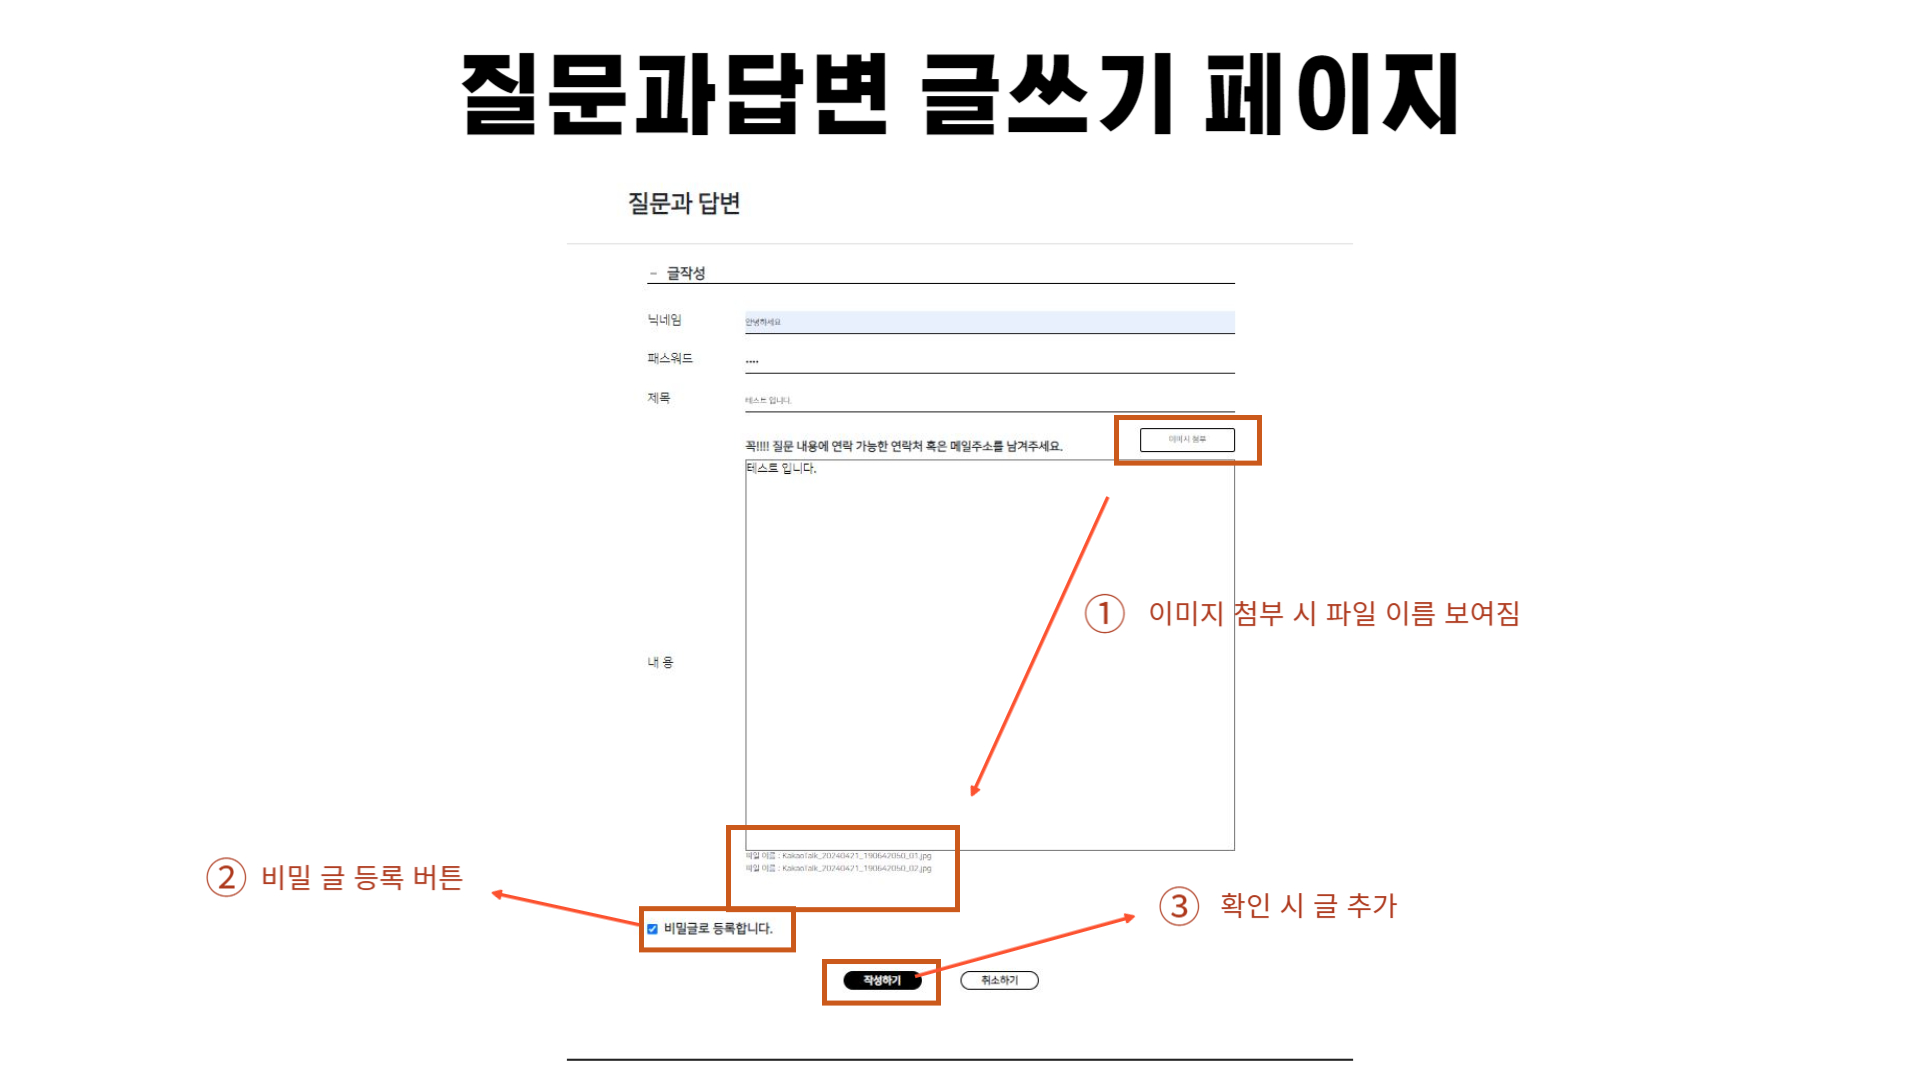 질문과답변 글쓰기 페이지
질문과 답변
－ 글작성
닉네임 안녕하세요
패스워드 ••••
제목 테스트 입니다.
꼭!!!! 질문 내용에 연락 가능한 연락처 혹은 메일주소를 남겨주세요. 이미지 첨부
테스트 입니다.
① 이미지 첨부 시 파일 이름 보여짐
내 용
파일 이름 : KakaoTalk_20240421_190642050_01.jpg
파일 이름 : KakaoTalk_20240421_190642050_02.jpg
② 비밀 글 등록 버튼
③ 확인 시 글 추가
비밀글로 등록합니다.
작성하기 취소하기